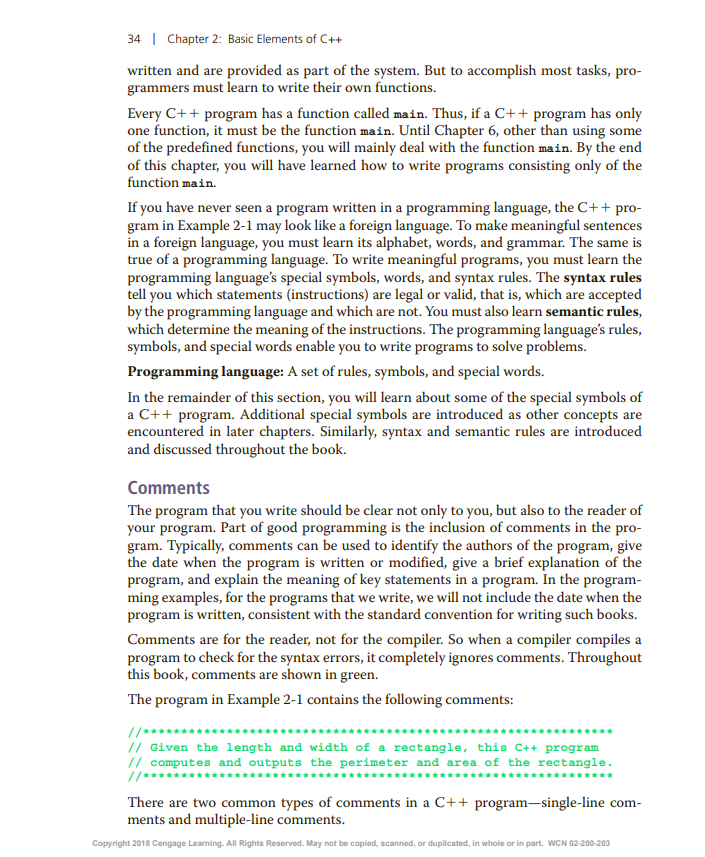 34 | Chapter 2: Basic Elements of C++
written and are provided as part of the system. But to accomplish most tasks, pro-
grammers must learn to write their own functions.
Every C++ program has a function called main. Thus, if a C++ program has only
one function, it must be the function main. Until Chapter 6, other than using some
of the predefined functions, you will mainly deal with the function main. By the end
of this chapter, you will have learned how to write programs consisting only of the
function main.
If you have never seen a program written in a programming language, the C++ pro-
gram in Example 2-1 may look like a foreign language. To make meaningful sentences
in a foreign language, you must learn its alphabet, words, and grammar. The same is
true of a programming language. To write meaningful programs, you must learn the
programming language's special symbols, words, and syntax rules. The syntax rules
tell you which statements (instructions) are legal or valid, that is, which are accepted
by the programming language and which are not. You must also learn semantic rules,
which determine the meaning of the instructions. The programming language's rules,
symbols, and special words enable you to write programs to solve problems.
Programming language: A set of rules, symbols, and special words.
In the remainder of this section, you will learn about some of the special symbols of
a C++ program. Additional special symbols are introduced as other concepts are
encountered in later chapters. Similarly, syntax and semantic rules are introduced
and discussed throughout the book.
Comments
The program that you write should be clear not only to you, but also to the reader of
your program. Part of good programming is the inclusion of comments in the pro-
gram. Typically, comments can be used to identify the authors of the program, give
the date when the program is written or modified, give a brief explanation of the
program, and explain the meaning of key statements in a program. In the program-
ming examples, for the programs that we write, we will not include the date when the
program is written, consistent with the standard convention for writing such books.
Comments are for the reader, not for the compiler. So when a compiler compiles a
program to check for the syntax errors, it completely ignores comments. Throughout
this book, comments are shown in green.
The program in Example 2-1 contains the following comments:
//**************************************************************
// Given the length and width of a rectangle, this C++ program
// computes and outputs the perimeter and area of the rectangle.
//**************************************************************
There are two common types of comments in a C++ program—single-line com-
ments and multiple-line comments.
Copyright 2018 Cengage Learning. All Rights Reserved. May not be copied, scanned, or duplicated, in whole or in part. WCN 02-200-203